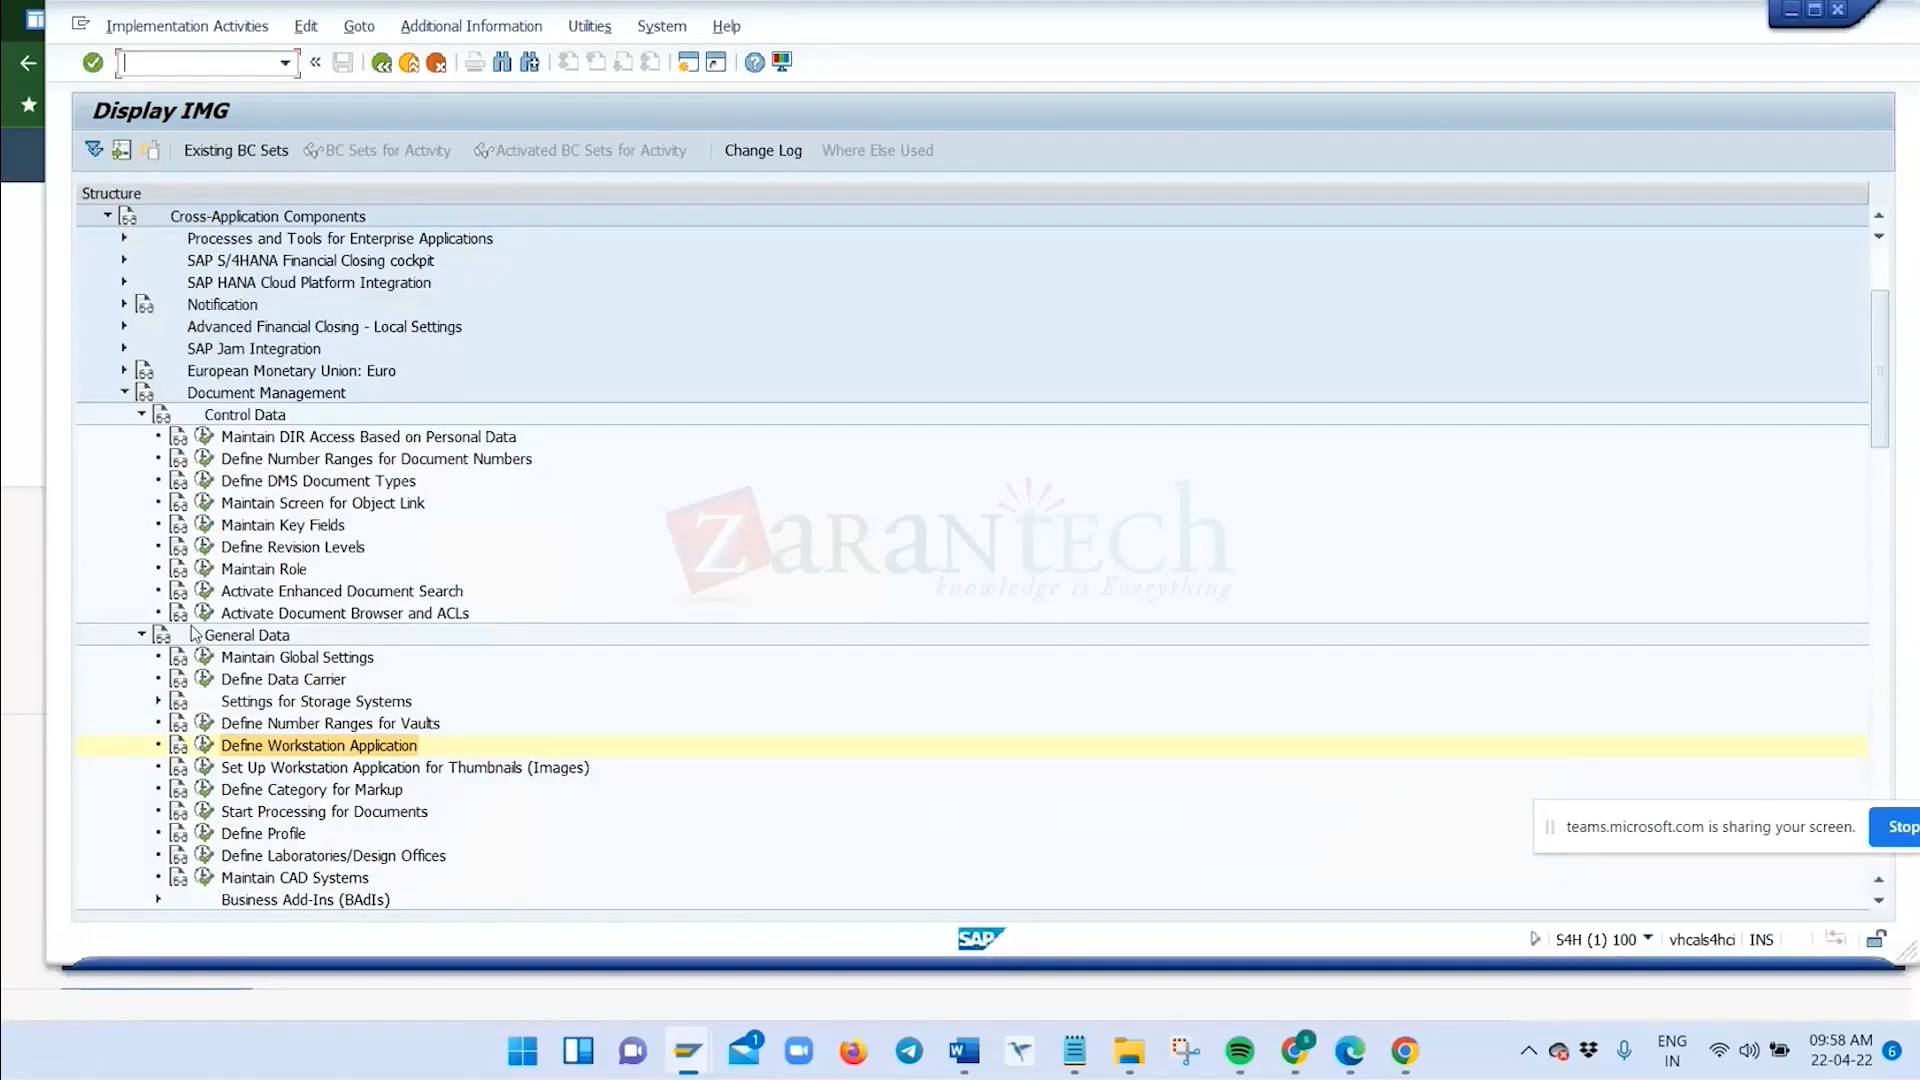 Implementation Activities Edit Goto Additional Information Utilities System Help
Display IMG
Existing BC Sets BC Sets for Activity Activated BC Sets for Activity Change Log Where Else Used
Structure
Cross-Application Components
Processes and Tools for Enterprise Applications
SAP S/4HANA Financial Closing cockpit
SAP HANA Cloud Platform Integration
Notification
Advanced Financial Closing - Local Settings
SAP Jam Integration
European Monetary Union: Euro
Document Management
Control Data
Maintain DIR Access Based on Personal Data
Define Number Ranges for Document Numbers
Define DMS Document Types
Maintain Screen for Object Link
Maintain Key Fields
Define Revision Levels
Maintain Role
Activate Enhanced Document Search
Activate Document Browser and ACLs
General Data
Maintain Global Settings
Define Data Carrier
Settings for Storage Systems
Define Number Ranges for Vaults
Define Workstation Application
Set Up Workstation Application for Thumbnails (Images)
Define Category for Markup
Start Processing for Documents
Define Profile
Define Laboratories/Design Offices
Maintain CAD Systems
Business Add-Ins (BAdIs)
ZaranTech
knowledge is Everything
teams.microsoft.com is sharing your screen. Stop
SAP
S4H (1) 100 vhcals4hci INS
1
ENG
IN
09:58 AM
22-04-22
6